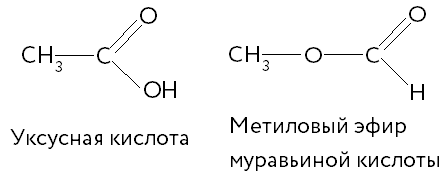 O
CH3
C
OH
Уксусная кислота
O
CH3 O C
H
Метиловый эфир
муравьиной кислоты